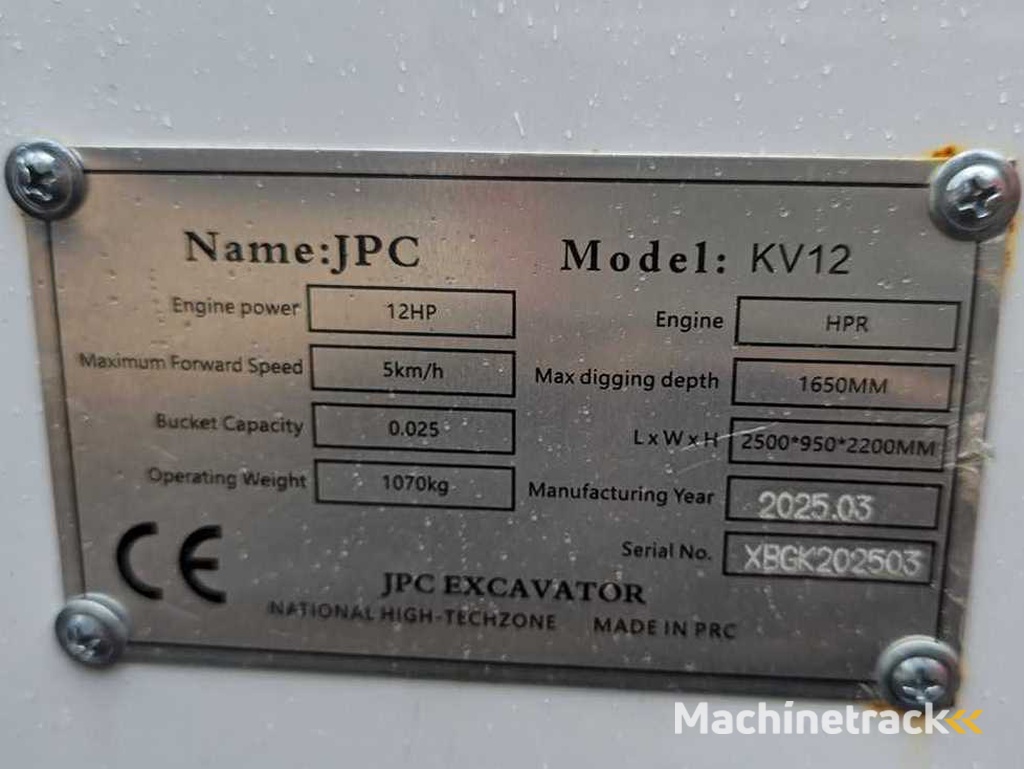 Name:JPC Model: KV12
Engine power 12HP Engine HPR
Maximum Forward Speed 5km/h Max digging depth 1650MM
Bucket Capacity 0.025 LxWxH 2500*950*2200MM
Operating Weight 1070kg Manufacturing Year 2025.03
Serial No. XBGK202503
CE
JPC EXCAVATOR
NATIONAL HIGH-TECHZONE MADE IN PRC
Machinetrack